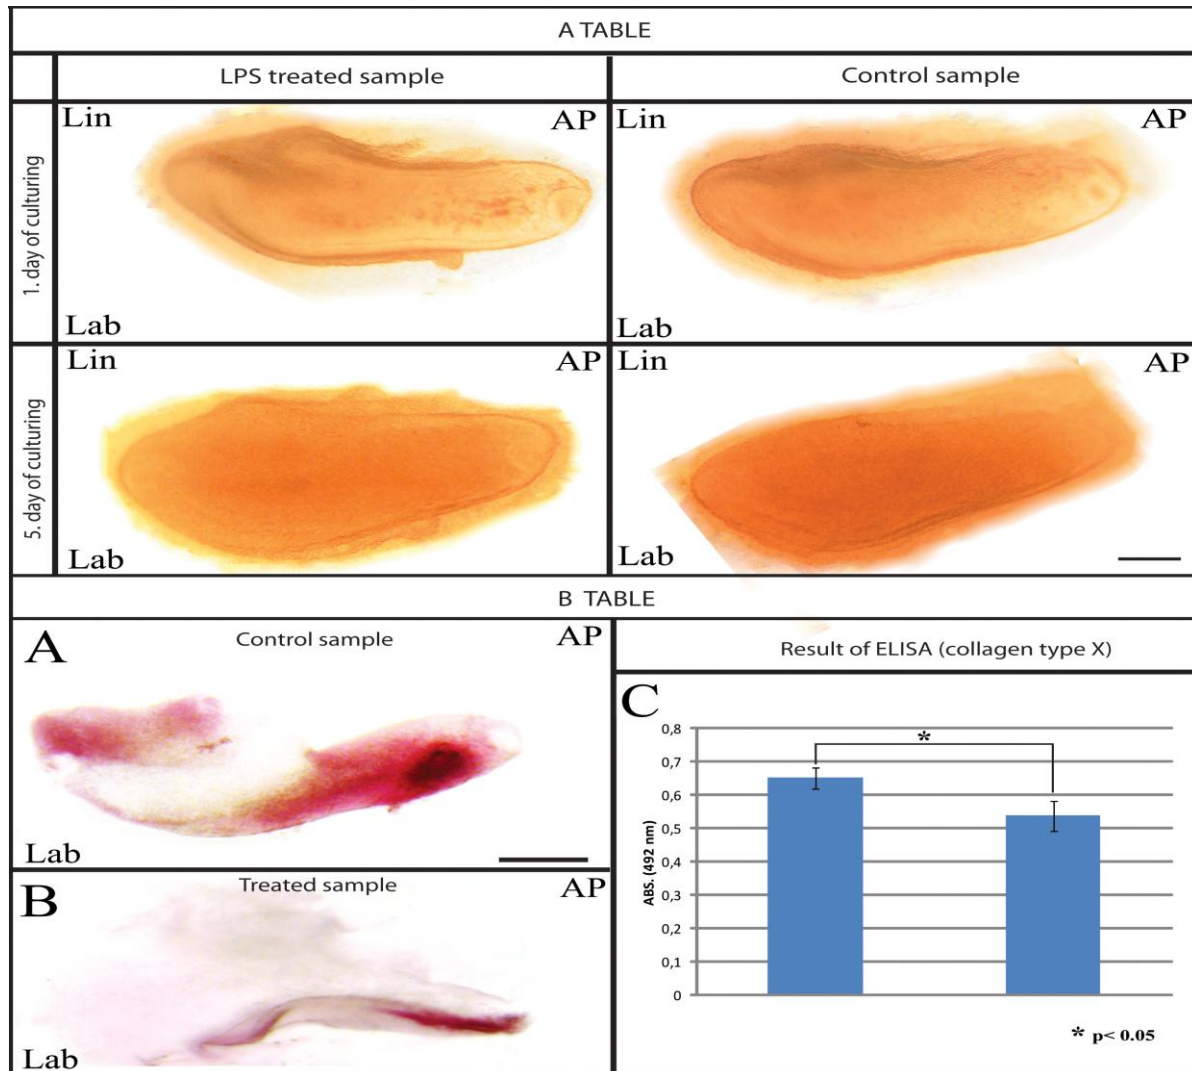 A TABLE
LPS treated sample
Control sample
1. day of culturing
Lin
AP
Lab
Lin
AP
Lab
5. day of culturing
Lin
AP
Lab
Lin
AP
Lab
B TABLE
A
Control sample
AP
Lab
B
Treated sample
AP
Lab
Result of ELISA (collagen type X)
C
0,8
0,7
0,6
0,5
0,4
0,3
0,2
0,1
0
ABS. (492 nm)
*
* p< 0.05